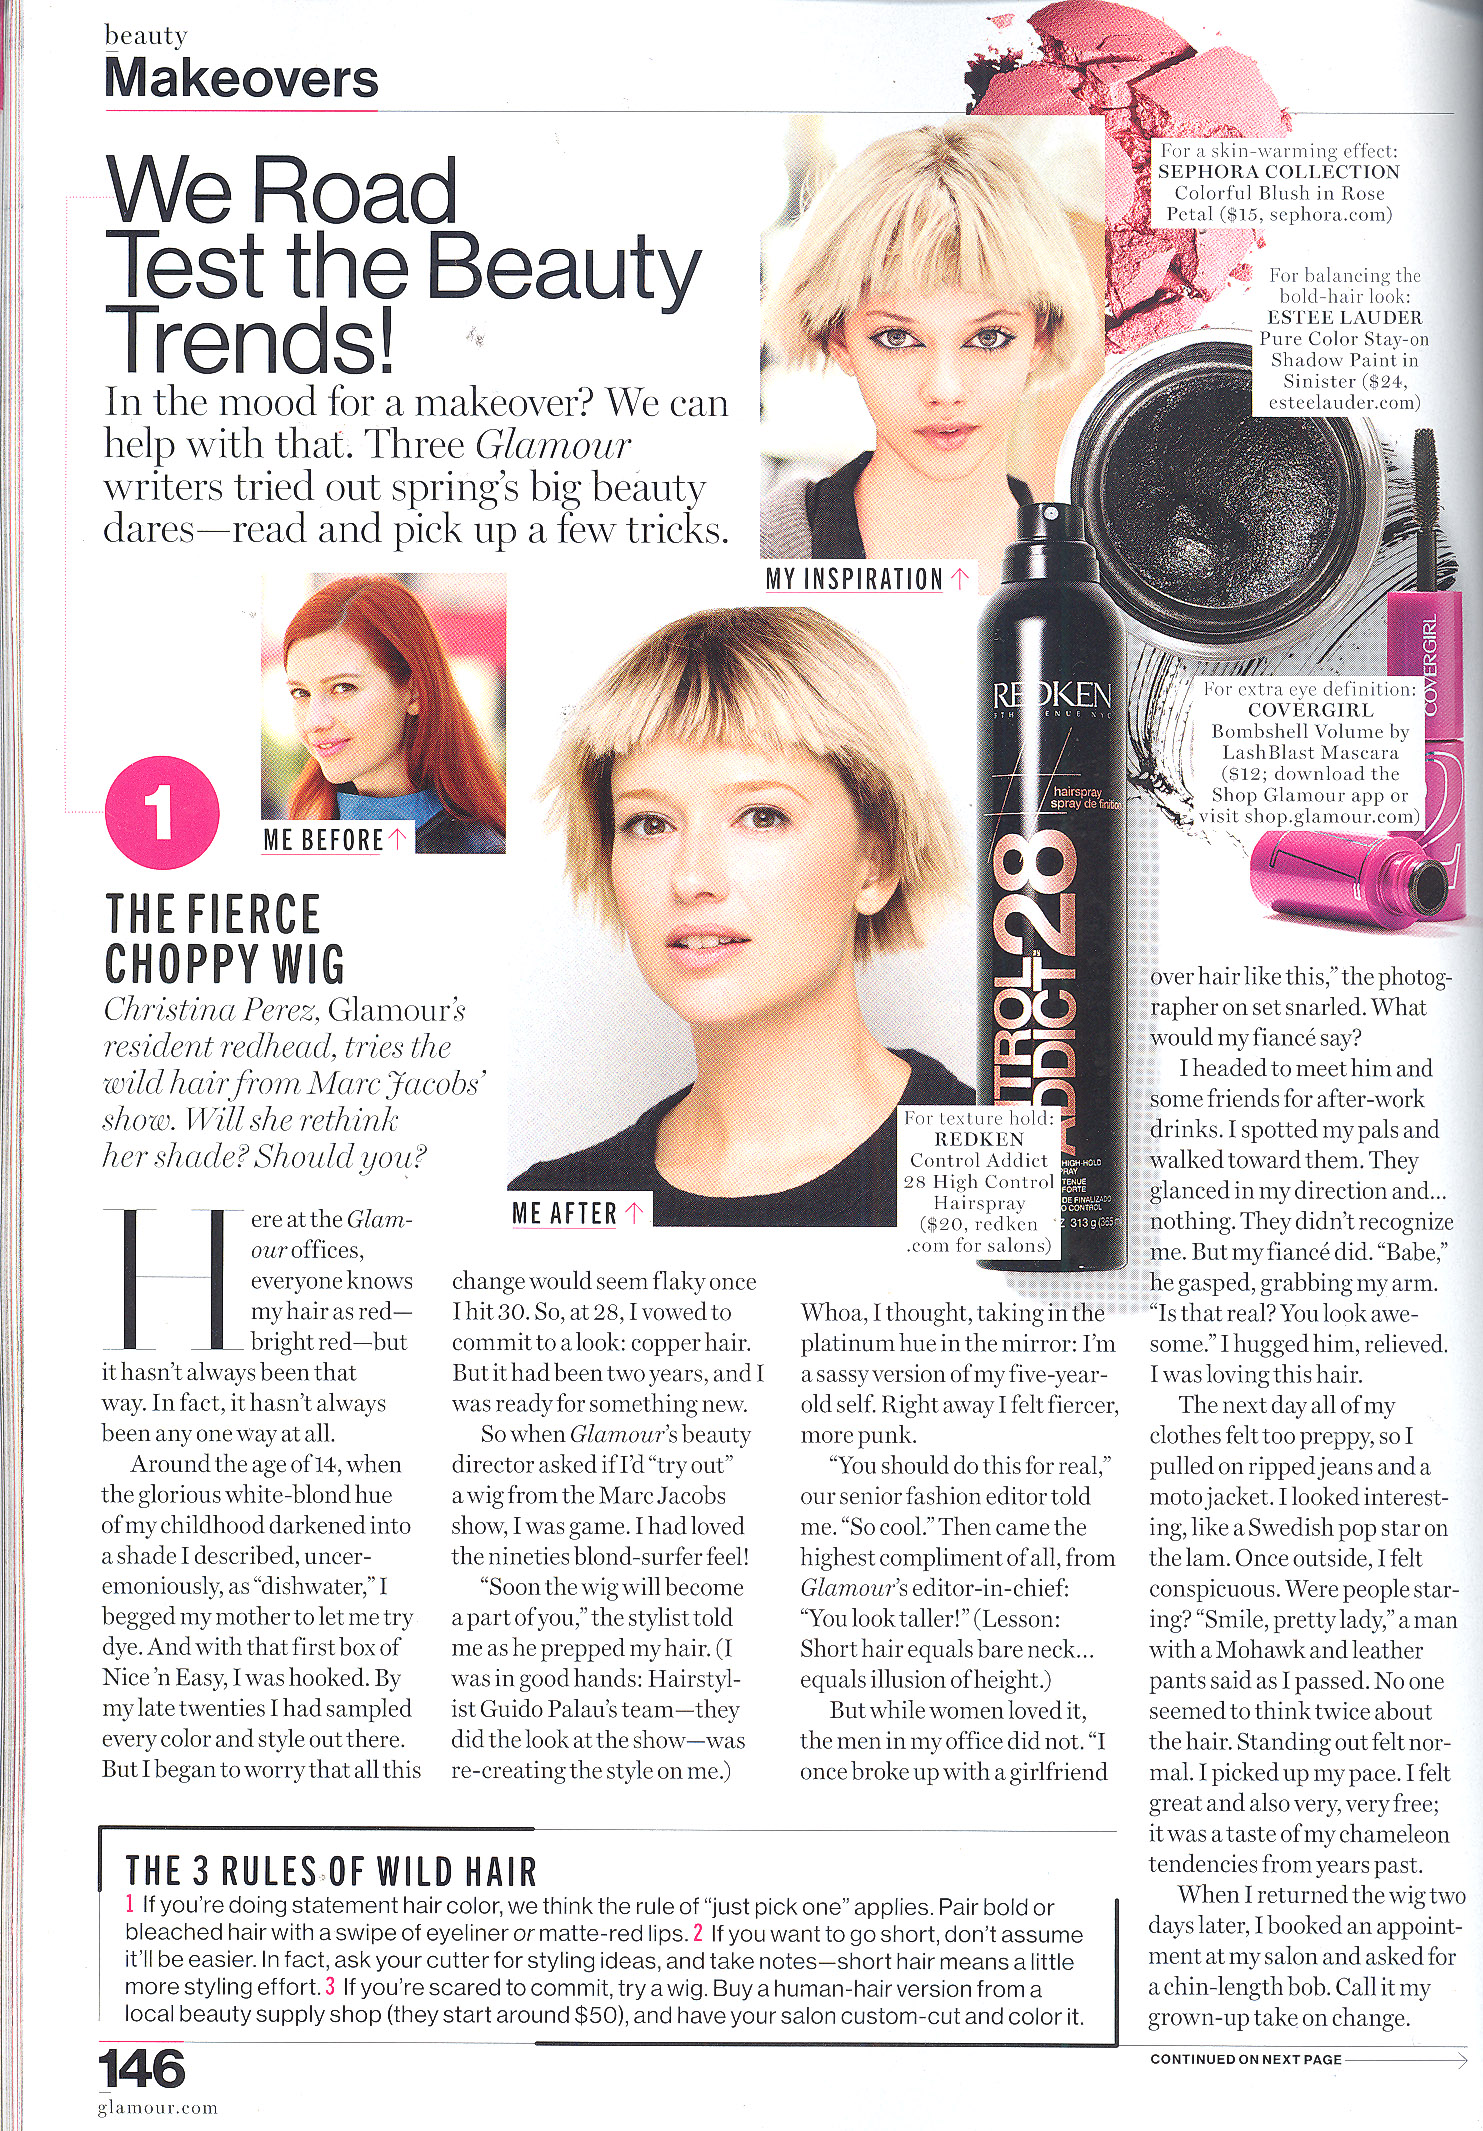 beauty
Makeovers
We Road
Test the Beauty
Trends!
In the mood for a makeover? We can
help with that. Three Glamour
writers tried out spring's big beauty
dares—read and pick up a few tricks.
MY INSPIRATION ↑
For a skin-warming effect:
SEPHORA COLLECTION
Colorful Blush in Rose
Petal ($15, sephora.com)
For balancing the
bold-hair look:
ESTEE LAUDER
Pure Color Stay-on
Shadow Paint in
Sinister ($24,
esteelauder.com)
COVERGIRL
For extra eye definition:
COVERGIRL
Bombshell Volume by
LashBlast Mascara
($12; download the
Shop Glamour app or
visit shop.glamour.com)
ME BEFORE ↑
1
THE FIERCE
CHOPPY WIG
Christina Perez, Glamour's
resident redhead, tries the
wild hair from Marc Jacobs'
show. Will she rethink
her shade? Should you?
ME AFTER ↑
REDKEN
hairspray
spray de finition
28
TROL
ADDICT
HIGH-HOLD
313 g
For texture hold:
REDKEN
Control Addict
28 High Control
Hairspray
($20, redken
.com for salons)
Here at the Glam-
our offices,
everyone knows
my hair as red—
bright red—but
it hasn't always been that
way. In fact, it hasn't always
been any one way at all.
Around the age of 14, when
the glorious white-blond hue
of my childhood darkened into
a shade I described, uncer-
emoniously, as "dishwater," I
begged my mother to let me try
dye. And with that first box of
Nice 'n Easy, I was hooked. By
my late twenties I had sampled
every color and style out there.
But I began to worry that all this
change would seem flaky once
I hit 30. So, at 28, I vowed to
commit to a look: copper hair.
But it had been two years, and I
was ready for something new.
So when Glamour's beauty
director asked if I'd "try out"
a wig from the Marc Jacobs
show, I was game. I had loved
the nineties blond-surfer feel!
"Soon the wig will become
a part of you," the stylist told
me as he prepped my hair. (I
was in good hands: Hairstyl-
ist Guido Palau's team—they
did the look at the show—was
re-creating the style on me.)
Whoa, I thought, taking in the
platinum hue in the mirror: I'm
a sassy version of my five-year-
old self. Right away I felt fiercer,
more punk.
"You should do this for real,"
our senior fashion editor told
me. "So cool." Then came the
highest compliment of all, from
Glamour's editor-in-chief:
"You look taller!" (Lesson:
Short hair equals bare neck...
equals illusion of height.)
But while women loved it,
the men in my office did not. "I
once broke up with a girlfriend
over hair like this," the photog-
rapher on set snarled. What
would my fiancé say?
I headed to meet him and
some friends for after-work
drinks. I spotted my pals and
walked toward them. They
glanced in my direction and...
nothing. They didn't recognize
me. But my fiancé did. "Babe,"
he gasped, grabbing my arm.
"Is that real? You look awe-
some." I hugged him, relieved.
I was loving this hair.
The next day all of my
clothes felt too preppy, so I
pulled on ripped jeans and a
moto jacket. I looked interest-
ing, like a Swedish pop star on
the lam. Once outside, I felt
conspicuous. Were people star-
ing? "Smile, pretty lady," a man
with a Mohawk and leather
pants said as I passed. No one
seemed to think twice about
the hair. Standing out felt nor-
mal. I picked up my pace. I felt
great and also very, very free;
it was a taste of my chameleon
tendencies from years past.
When I returned the wig two
days later, I booked an appoint-
ment at my salon and asked for
a chin-length bob. Call it my
grown-up take on change.
THE 3 RULES OF WILD HAIR
1 If you're doing statement hair color, we think the rule of "just pick one" applies. Pair bold or
bleached hair with a swipe of eyeliner or matte-red lips. 2 If you want to go short, don't assume
it'll be easier. In fact, ask your cutter for styling ideas, and take notes—short hair means a little
more styling effort. 3 If you're scared to commit, try a wig. Buy a human-hair version from a
local beauty supply shop (they start around $50), and have your salon custom-cut and color it.
CONTINUED ON NEXT PAGE
146
glamour.com